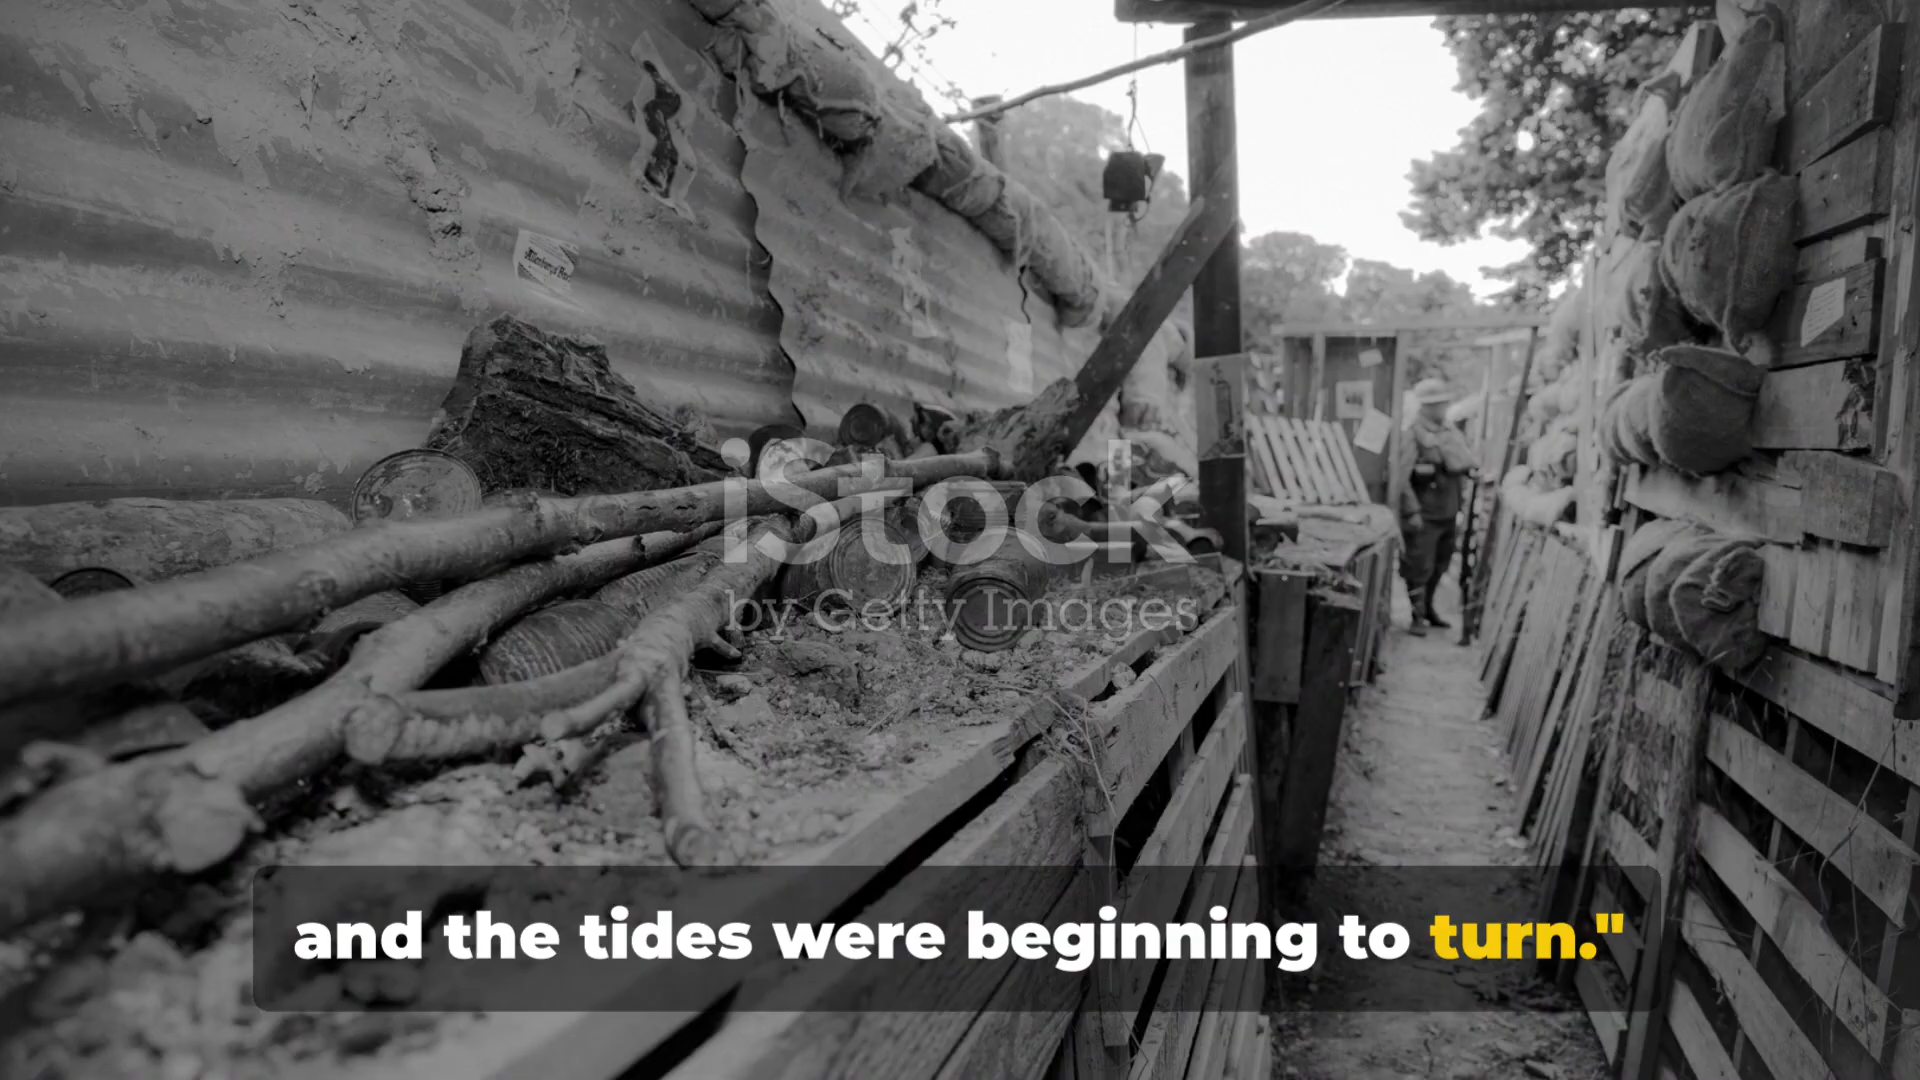 iStock
by Getty Images
and the tides were beginning to turn."